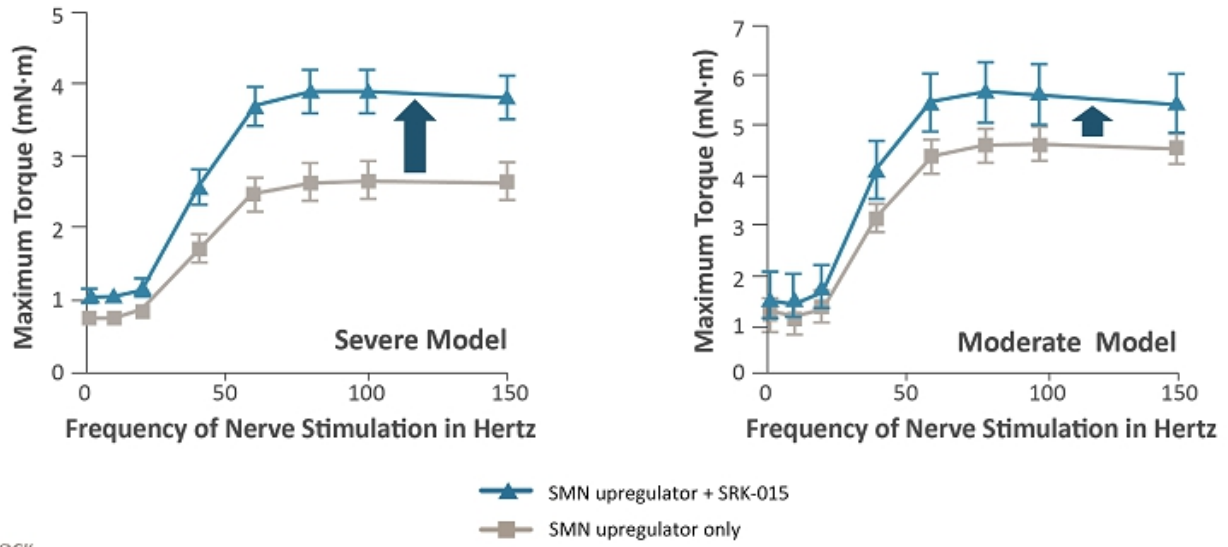 5
4
3
2
1
0
Maximum Torque (mN·m)
Severe Model
0 50 100 150
Frequency of Nerve Stimulation in Hertz
7
6
5
4
3
2
1
0
Maximum Torque (mN·m)
Moderate Model
0 50 100 150
Frequency of Nerve Stimulation in Hertz
SMN upregulator + SRK-015
SMN upregulator only